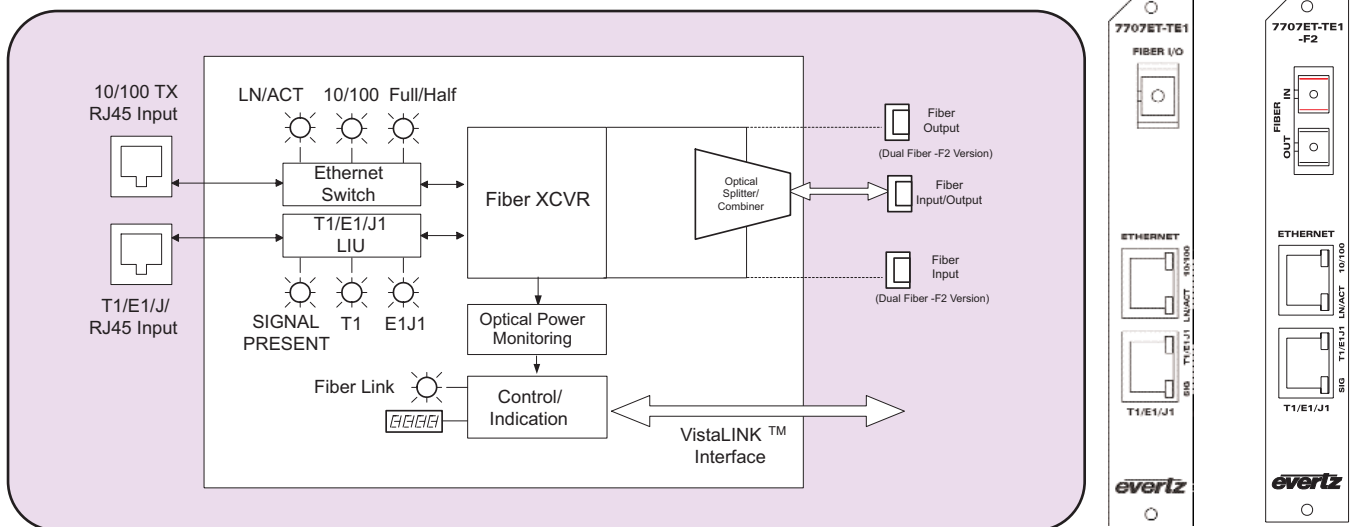 10/100 TX
RJ45 Input
T1/E1/J/
RJ45 Input
LN/ACT 10/100 Full/Half
Ethernet
Switch
T1/E1/J1
LIU
SIGNAL
PRESENT
T1
E1J1
Fiber XCVR
Optical
Splitter/
Combiner
Fiber
Output
(Dual Fiber -F2 Version)
Fiber
Input/Output
Fiber
Input
(Dual Fiber -F2 Version)
Optical Power
Monitoring
Fiber Link
Control/
Indication
VistaLINK TM
Interface
7707ET-TE1
FIBER I/O
ETHERNET
10/100
LN/ACT
T1/E1J1
SIG
T1/E1/J1
evertz
7707ET-TE1
-F2
FIBER
IN
OUT
ETHERNET
10/100
LN/ACT
T1/E1J1
SIG
T1/E1/J1
evertz